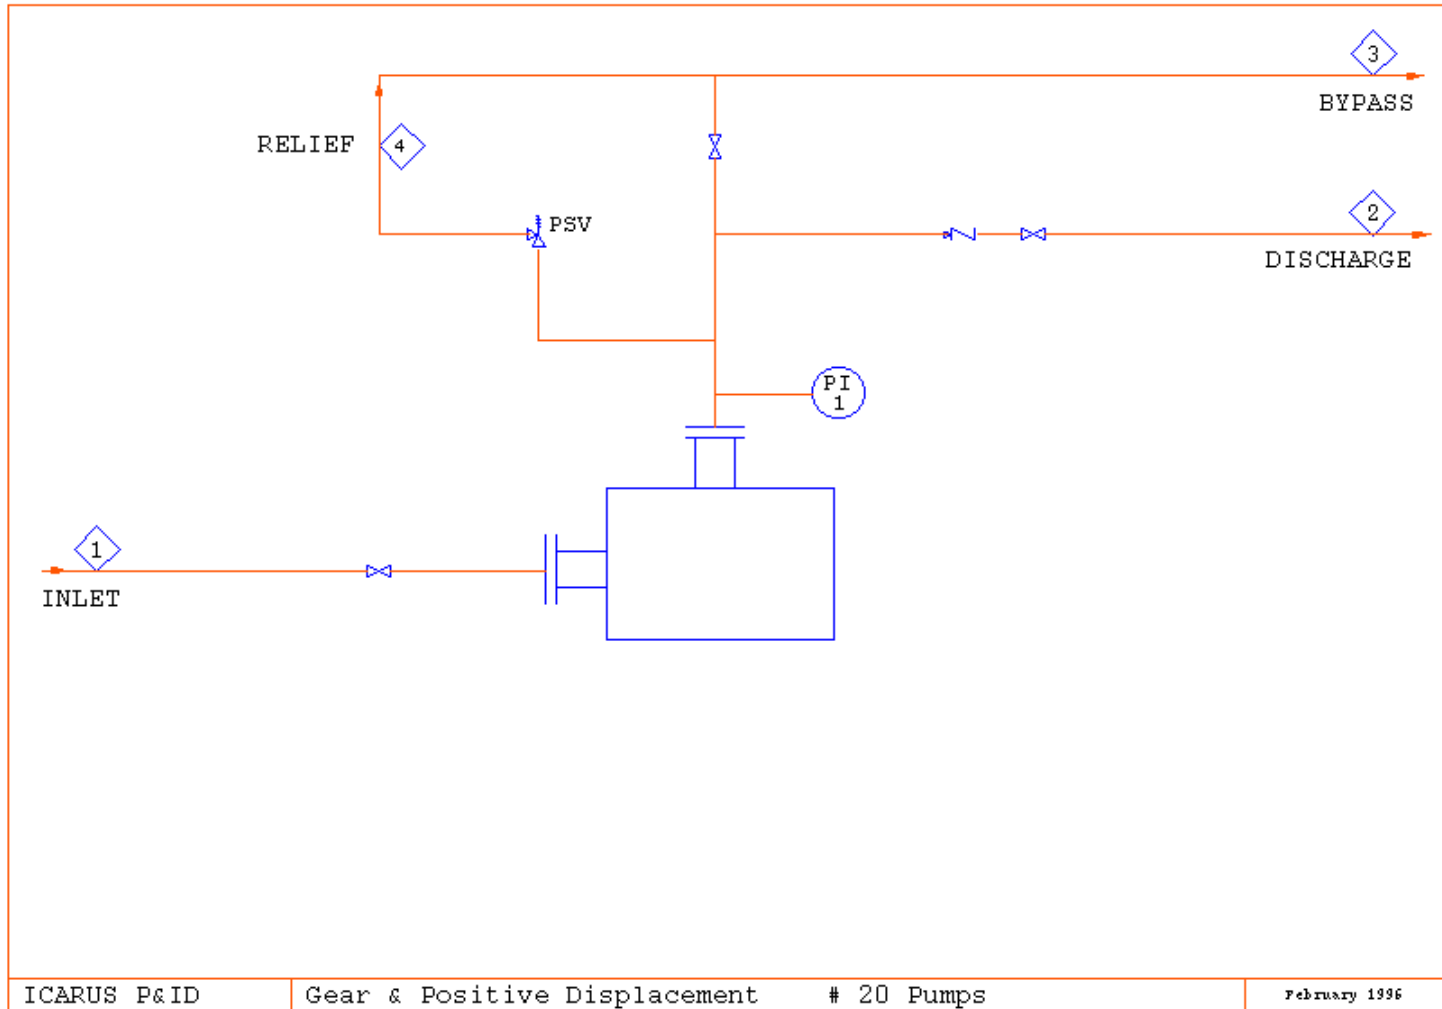 3
BYPASS
RELIEF
4
2
PSV
DISCHARGE
PI
1
1
INLET
ICARUS P&ID
Gear & Positive Displacement # 20 Pumps
February 1996